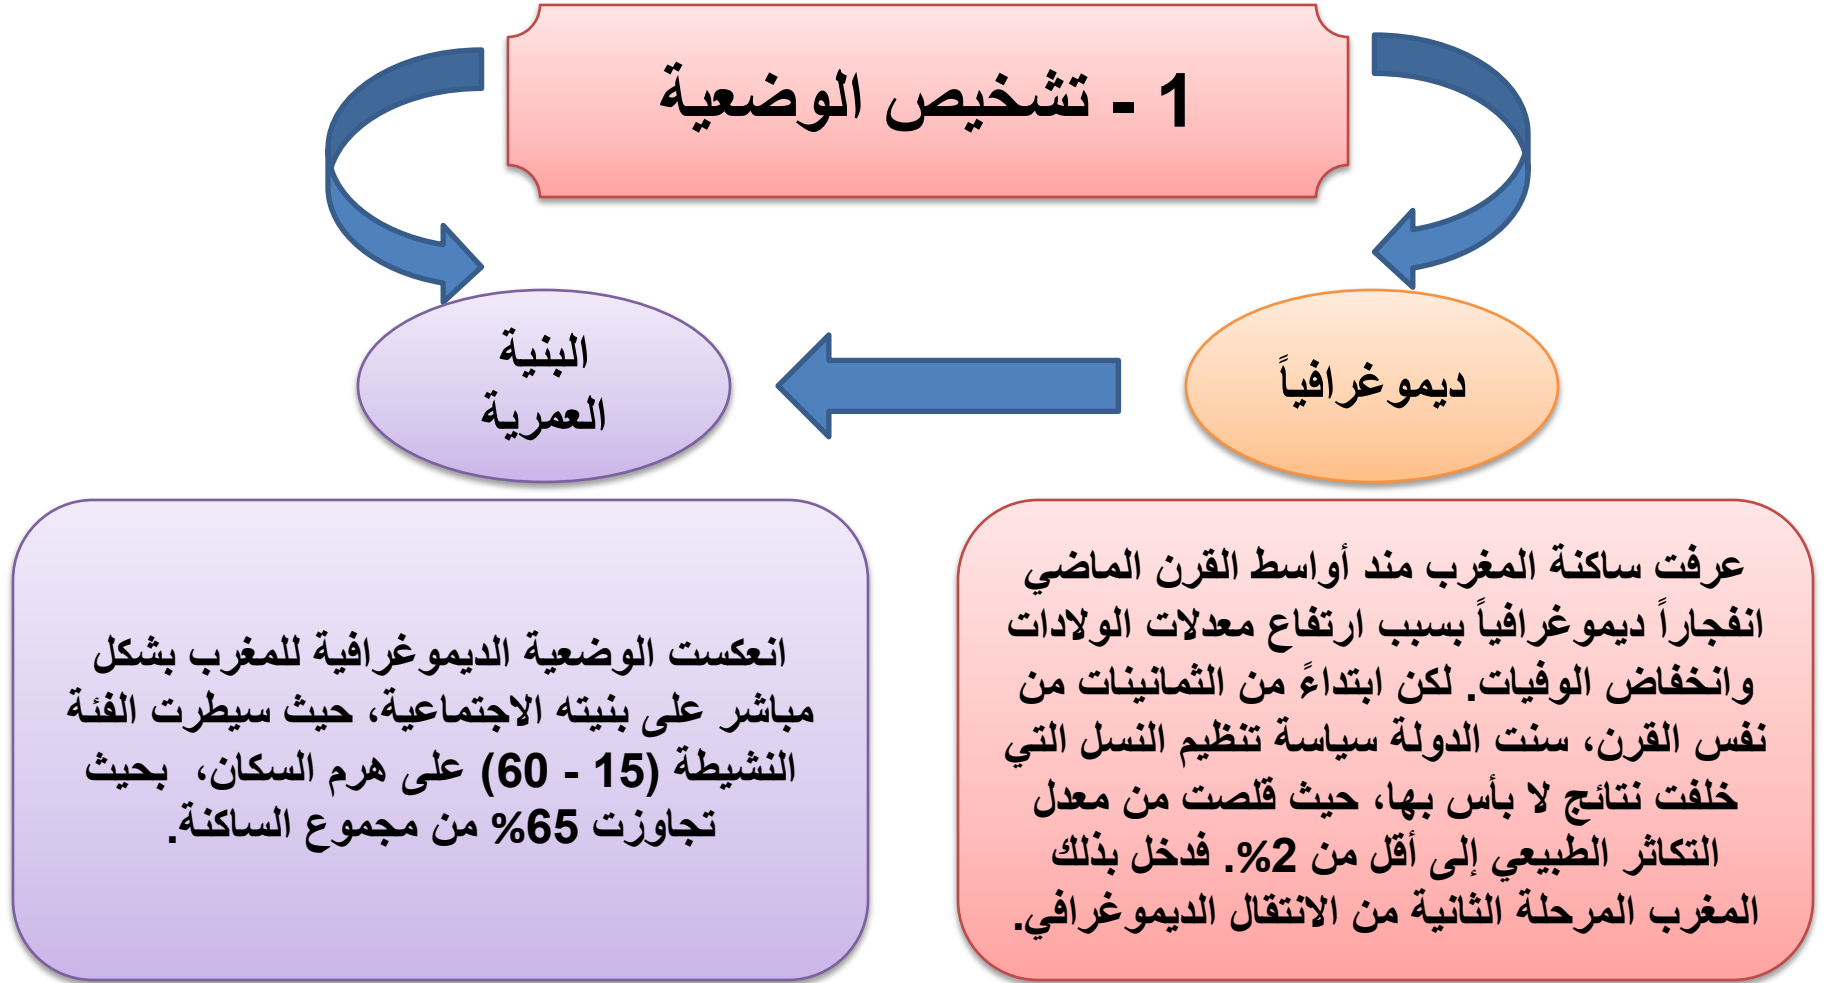 1 - تشخيص الوضعية
ديموغرافياً
البنية
العمرية
عرفت ساكنة المغرب مند أواسط القرن الماضي
انفجاراً ديموغرافياً بسبب ارتفاع معدلات الولادات
وانخفاض الوفيات. لكن ابتداءً من الثمانينات من
نفس القرن، سنت الدولة سياسة تنظيم النسل التي
خلفت نتائج لا بأس بها، حيث قلصت من معدل
التكاثر الطبيعي إلى أقل من 2%. فدخل بذلك
المغرب المرحلة الثانية من الانتقال الديموغرافي.
انعكست الوضعية الديموغرافية للمغرب بشكل
مباشر على بنيته الاجتماعية، حيث سيطرت الفئة
النشيطة (15 - 60) على هرم السكان، بحيث
تجاوزت 65% من مجموع الساكنة.